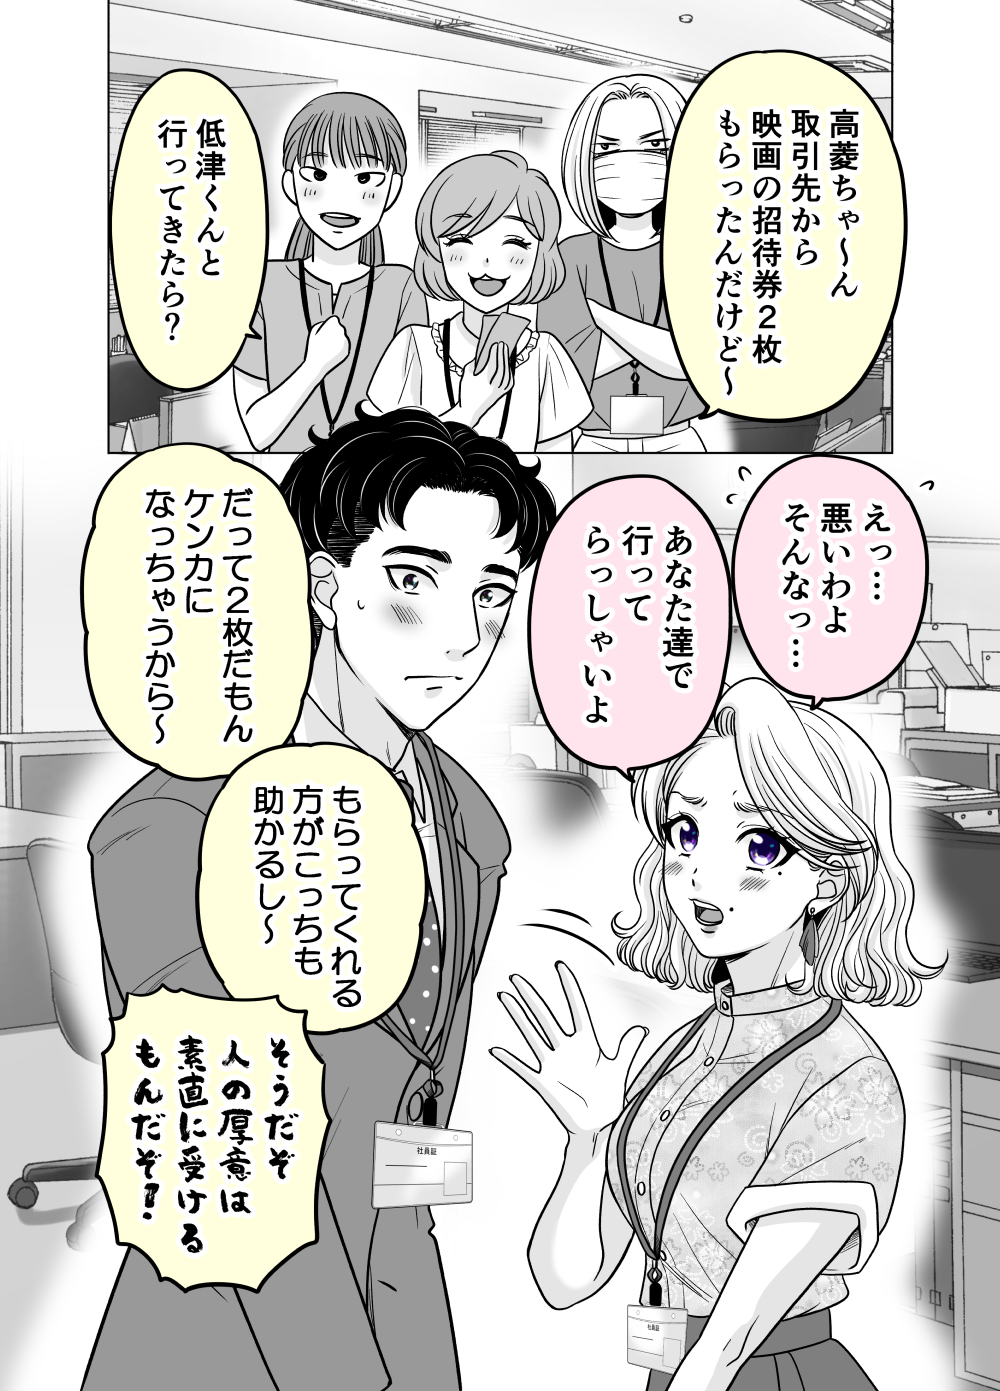 高菱ちゃ〜ん
取引先から
映画の招待券２枚
もらったんだけど〜
低津くんと
行ってきたら？
えっ…
悪いわよ
そんなっ…
あなた達で
行って
らっしゃいよ
だって２枚だもん
ケンカに
なっちゃうから〜
もらってくれる
方がこっちも
助かるし〜
そうだぞ
人の厚意は
素直に受ける
もんだぞ！
社員証
社員証